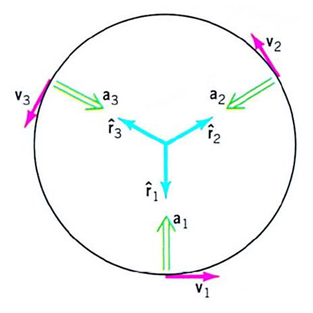 v₂
v₃
a₃
a₂
r̂₃
r̂₂
r̂₁
a₁
v₁